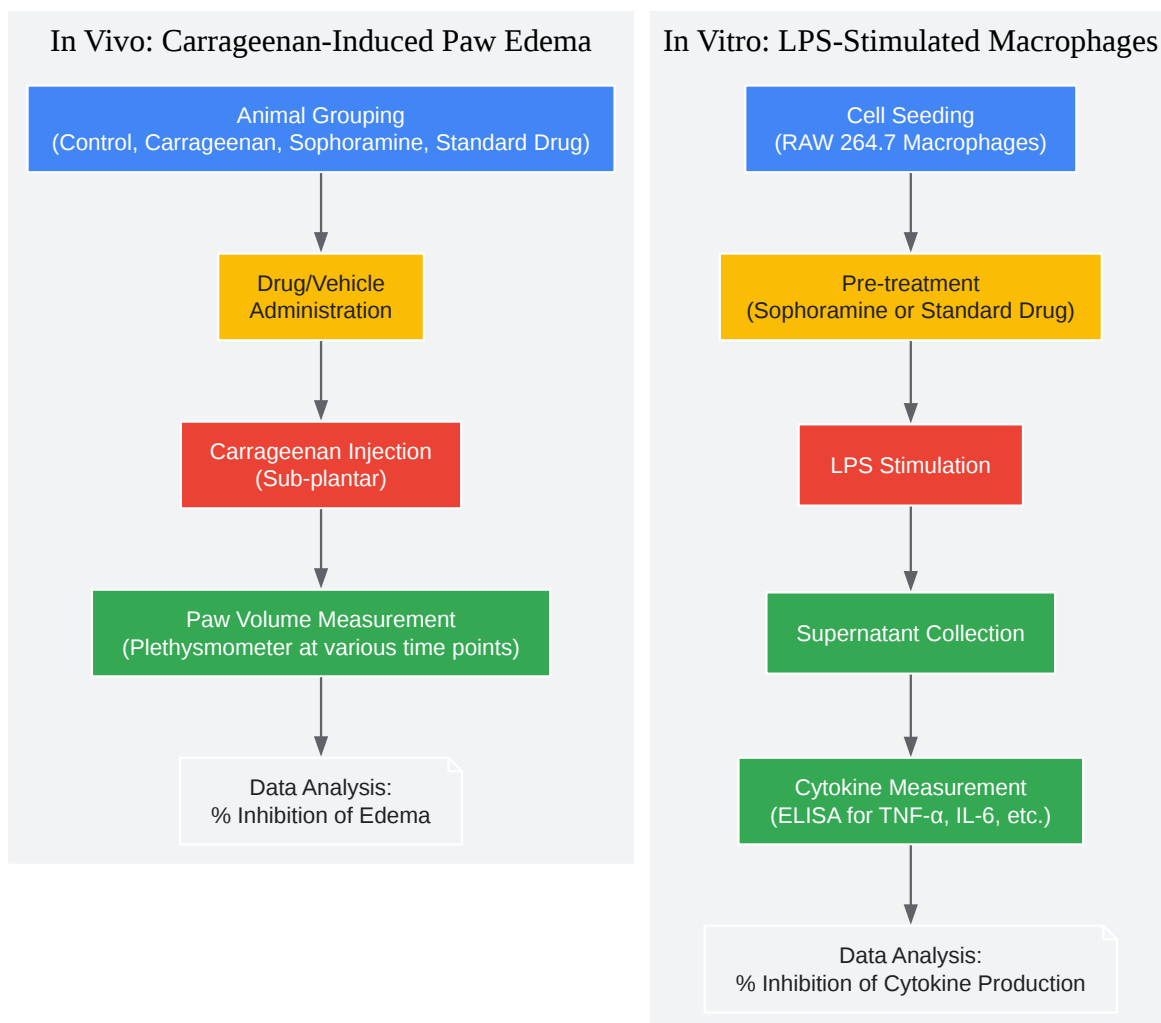 In Vivo: Carrageenan-Induced Paw Edema
Animal Grouping
(Control, Carrageenan, Sophoramine, Standard Drug)
Drug/Vehicle
Administration
Carrageenan Injection
(Sub-plantar)
Paw Volume Measurement
(Plethysmometer at various time points)
Data Analysis:
% Inhibition of Edema
In Vitro: LPS-Stimulated Macrophages
Cell Seeding
(RAW 264.7 Macrophages)
Pre-treatment
(Sophoramine or Standard Drug)
LPS Stimulation
Supernatant Collection
Cytokine Measurement
(ELISA for TNF-α, IL-6, etc.)
Data Analysis:
% Inhibition of Cytokine Production